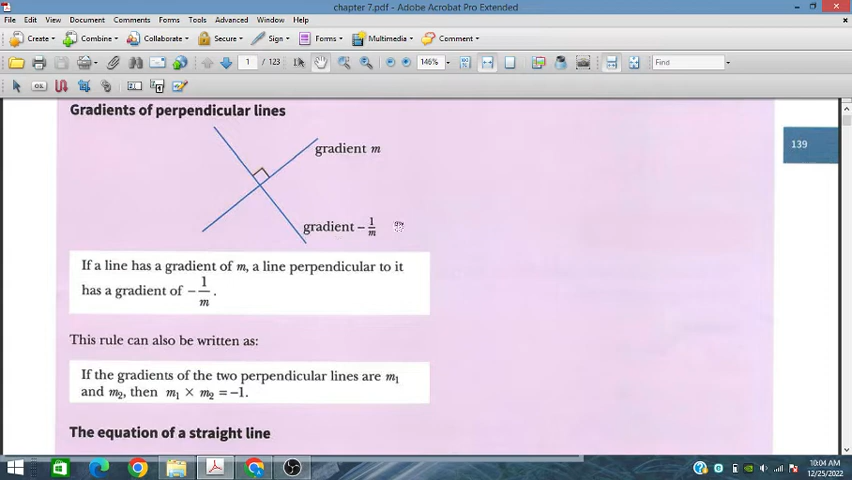 chapter 7.pdf - Adobe Acrobat Pro Extended
File Edit View Document Comments Forms Tools Advanced Window Help
Create Combine Collaborate Secure Sign Forms Multimedia Comment
1 / 123 146% Find
Gradients of perpendicular lines
139
gradient m
gradient −1/m
If a line has a gradient of m, a line perpendicular to it
has a gradient of −1/m.
This rule can also be written as:
If the gradients of the two perpendicular lines are m₁
and m₂, then m₁ × m₂ = −1.
The equation of a straight line
10:04 AM
12/25/2022